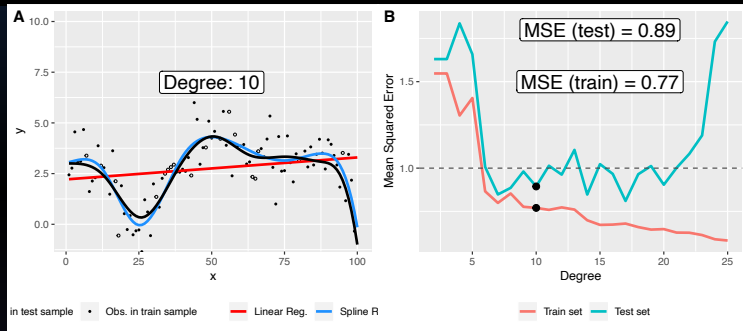 A
10.0
7.5
5.0
2.5
0.0
y
Degree: 10
0
25
50
75
100
x
in test sample
Obs. in train sample
Linear Reg.
Spline R
B
MSE (test) = 0.89
MSE (train) = 0.77
Mean Squared Error
1.5
1.0
5
10
15
20
25
Degree
Train set
Test set